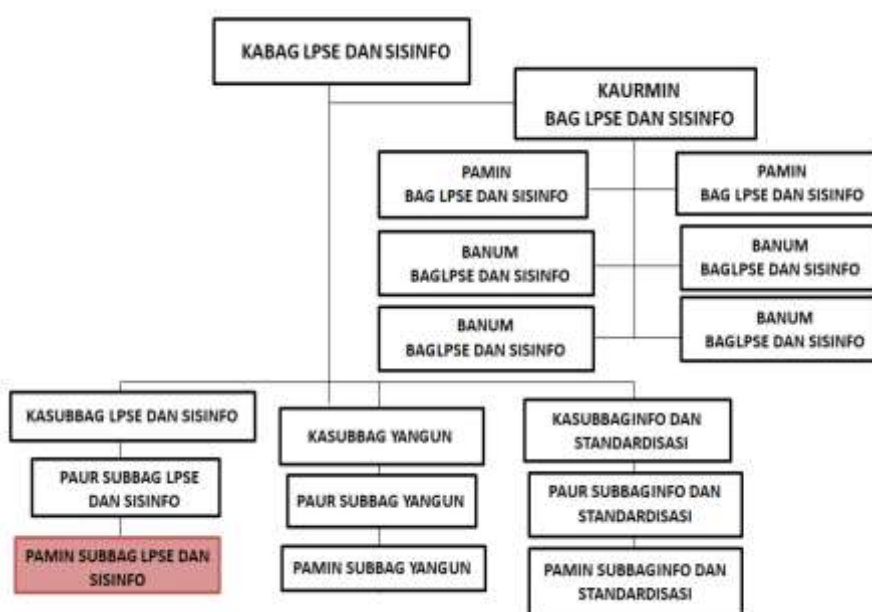 KABAG LPSE DAN SISINFO
KAURMIN
BAG LPSE DAN SISINFO
PAMIN
BAG LPSE DAN SISINFO
PAMIN
BAG LPSE DAN SISINFO
BANUM
BAGLPSE DAN SISINFO
BANUM
BAGLPSE DAN SISINFO
BANUM
BAGLPSE DAN SISINFO
BANUM
BAGLPSE DAN SISINFO
KASUBBAG LPSE DAN SISINFO
KASUBBAG YANGUN
KASUBBAGINFO DAN
STANDARDISASI
PAUR SUBBAG LPSE
DAN SISINFO
PAUR SUBBAG YANGUN
PAUR SUBBAGINFO DAN
STANDARDISASI
PAMIN SUBBAG LPSE DAN
SISINFO
PAMIN SUBBAG YANGUN
PAMIN SUBBAGINFO DAN
STANDARDISASI